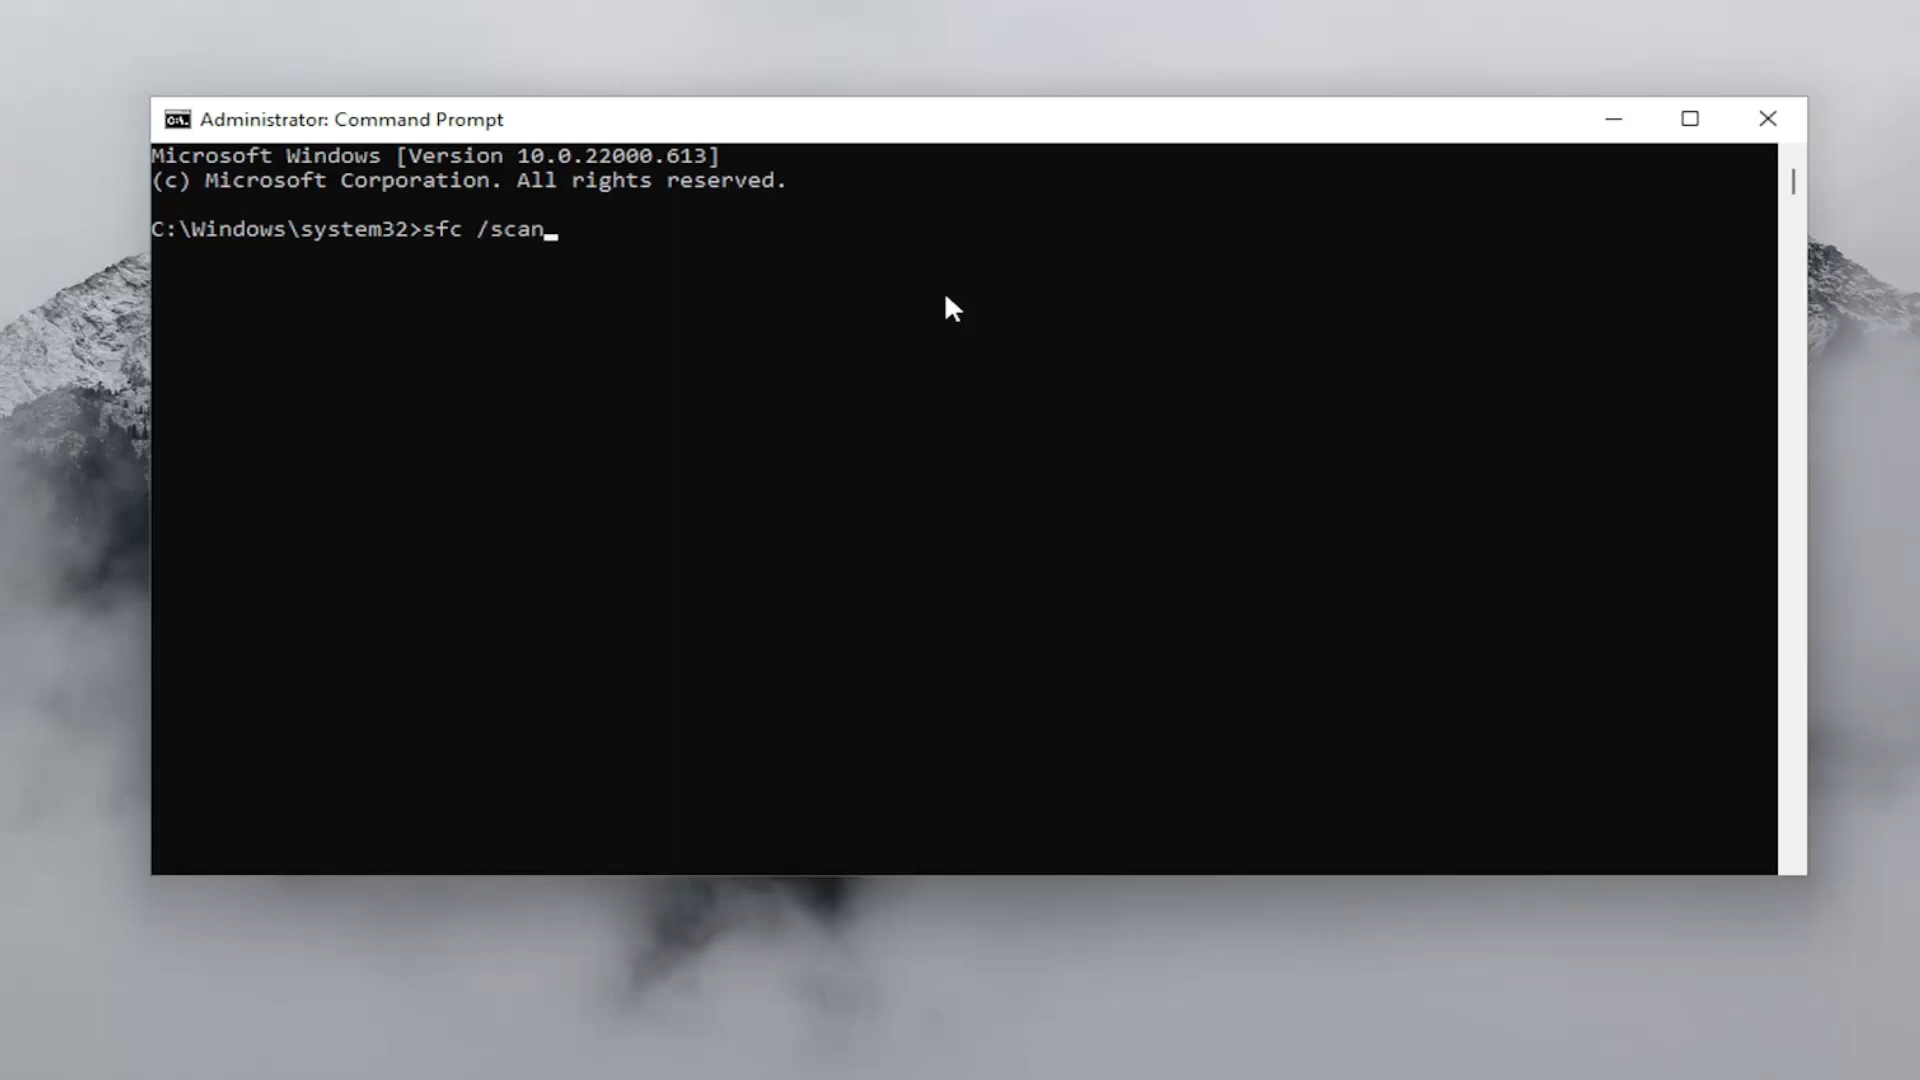 Administrator: Command Prompt
Microsoft Windows [Version 10.0.22000.613]
(c) Microsoft Corporation. All rights reserved.
C:\Windows\system32>sfc /scan